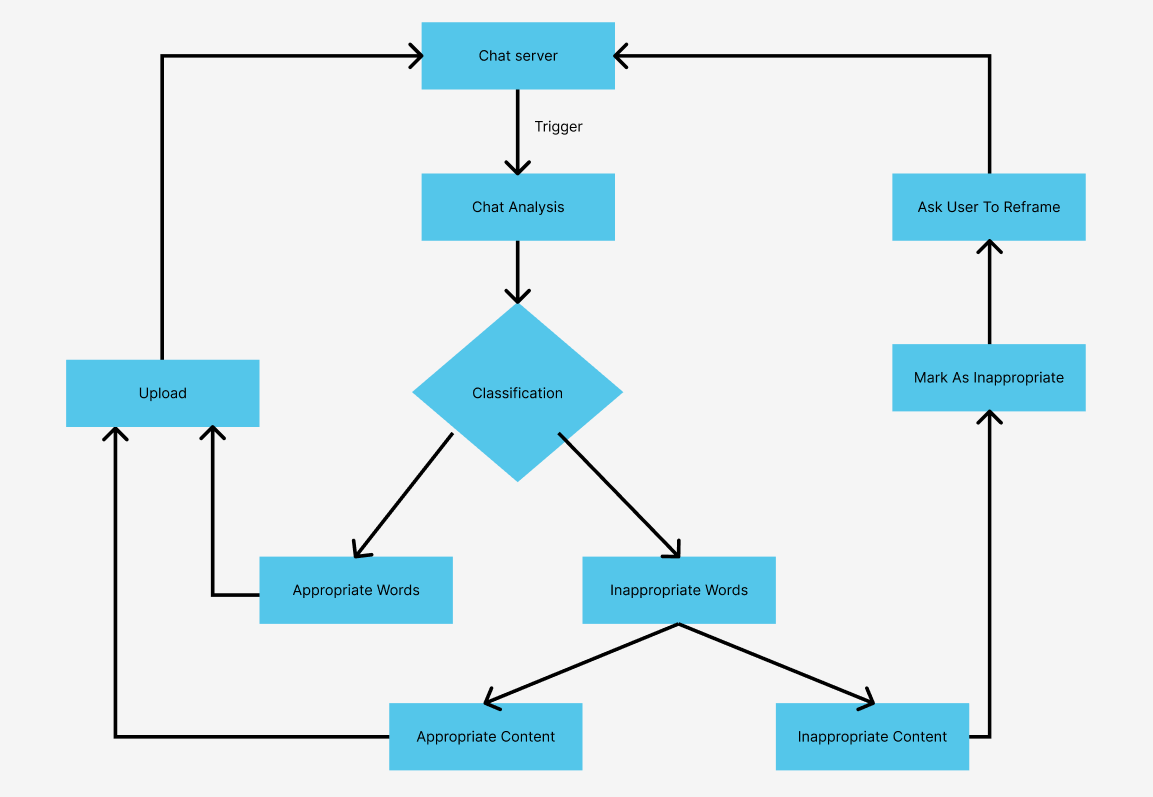 Chat server
Trigger
Chat Analysis
Ask User To Reframe
Mark As Inappropriate
Upload
Classification
Appropriate Words
Inappropriate Words
Appropriate Content
Inappropriate Content